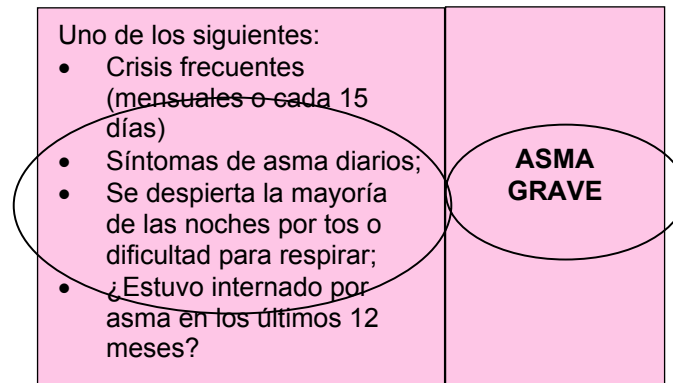 Uno de los siguientes:
• Crisis frecuentes
(mensuales o cada 15
días)
• Síntomas de asma diarios;
• Se despierta la mayoría
de las noches por tos o
dificultad para respirar;
• ¿Estuvo internado por
asma en los últimos 12
meses?
ASMA
GRAVE